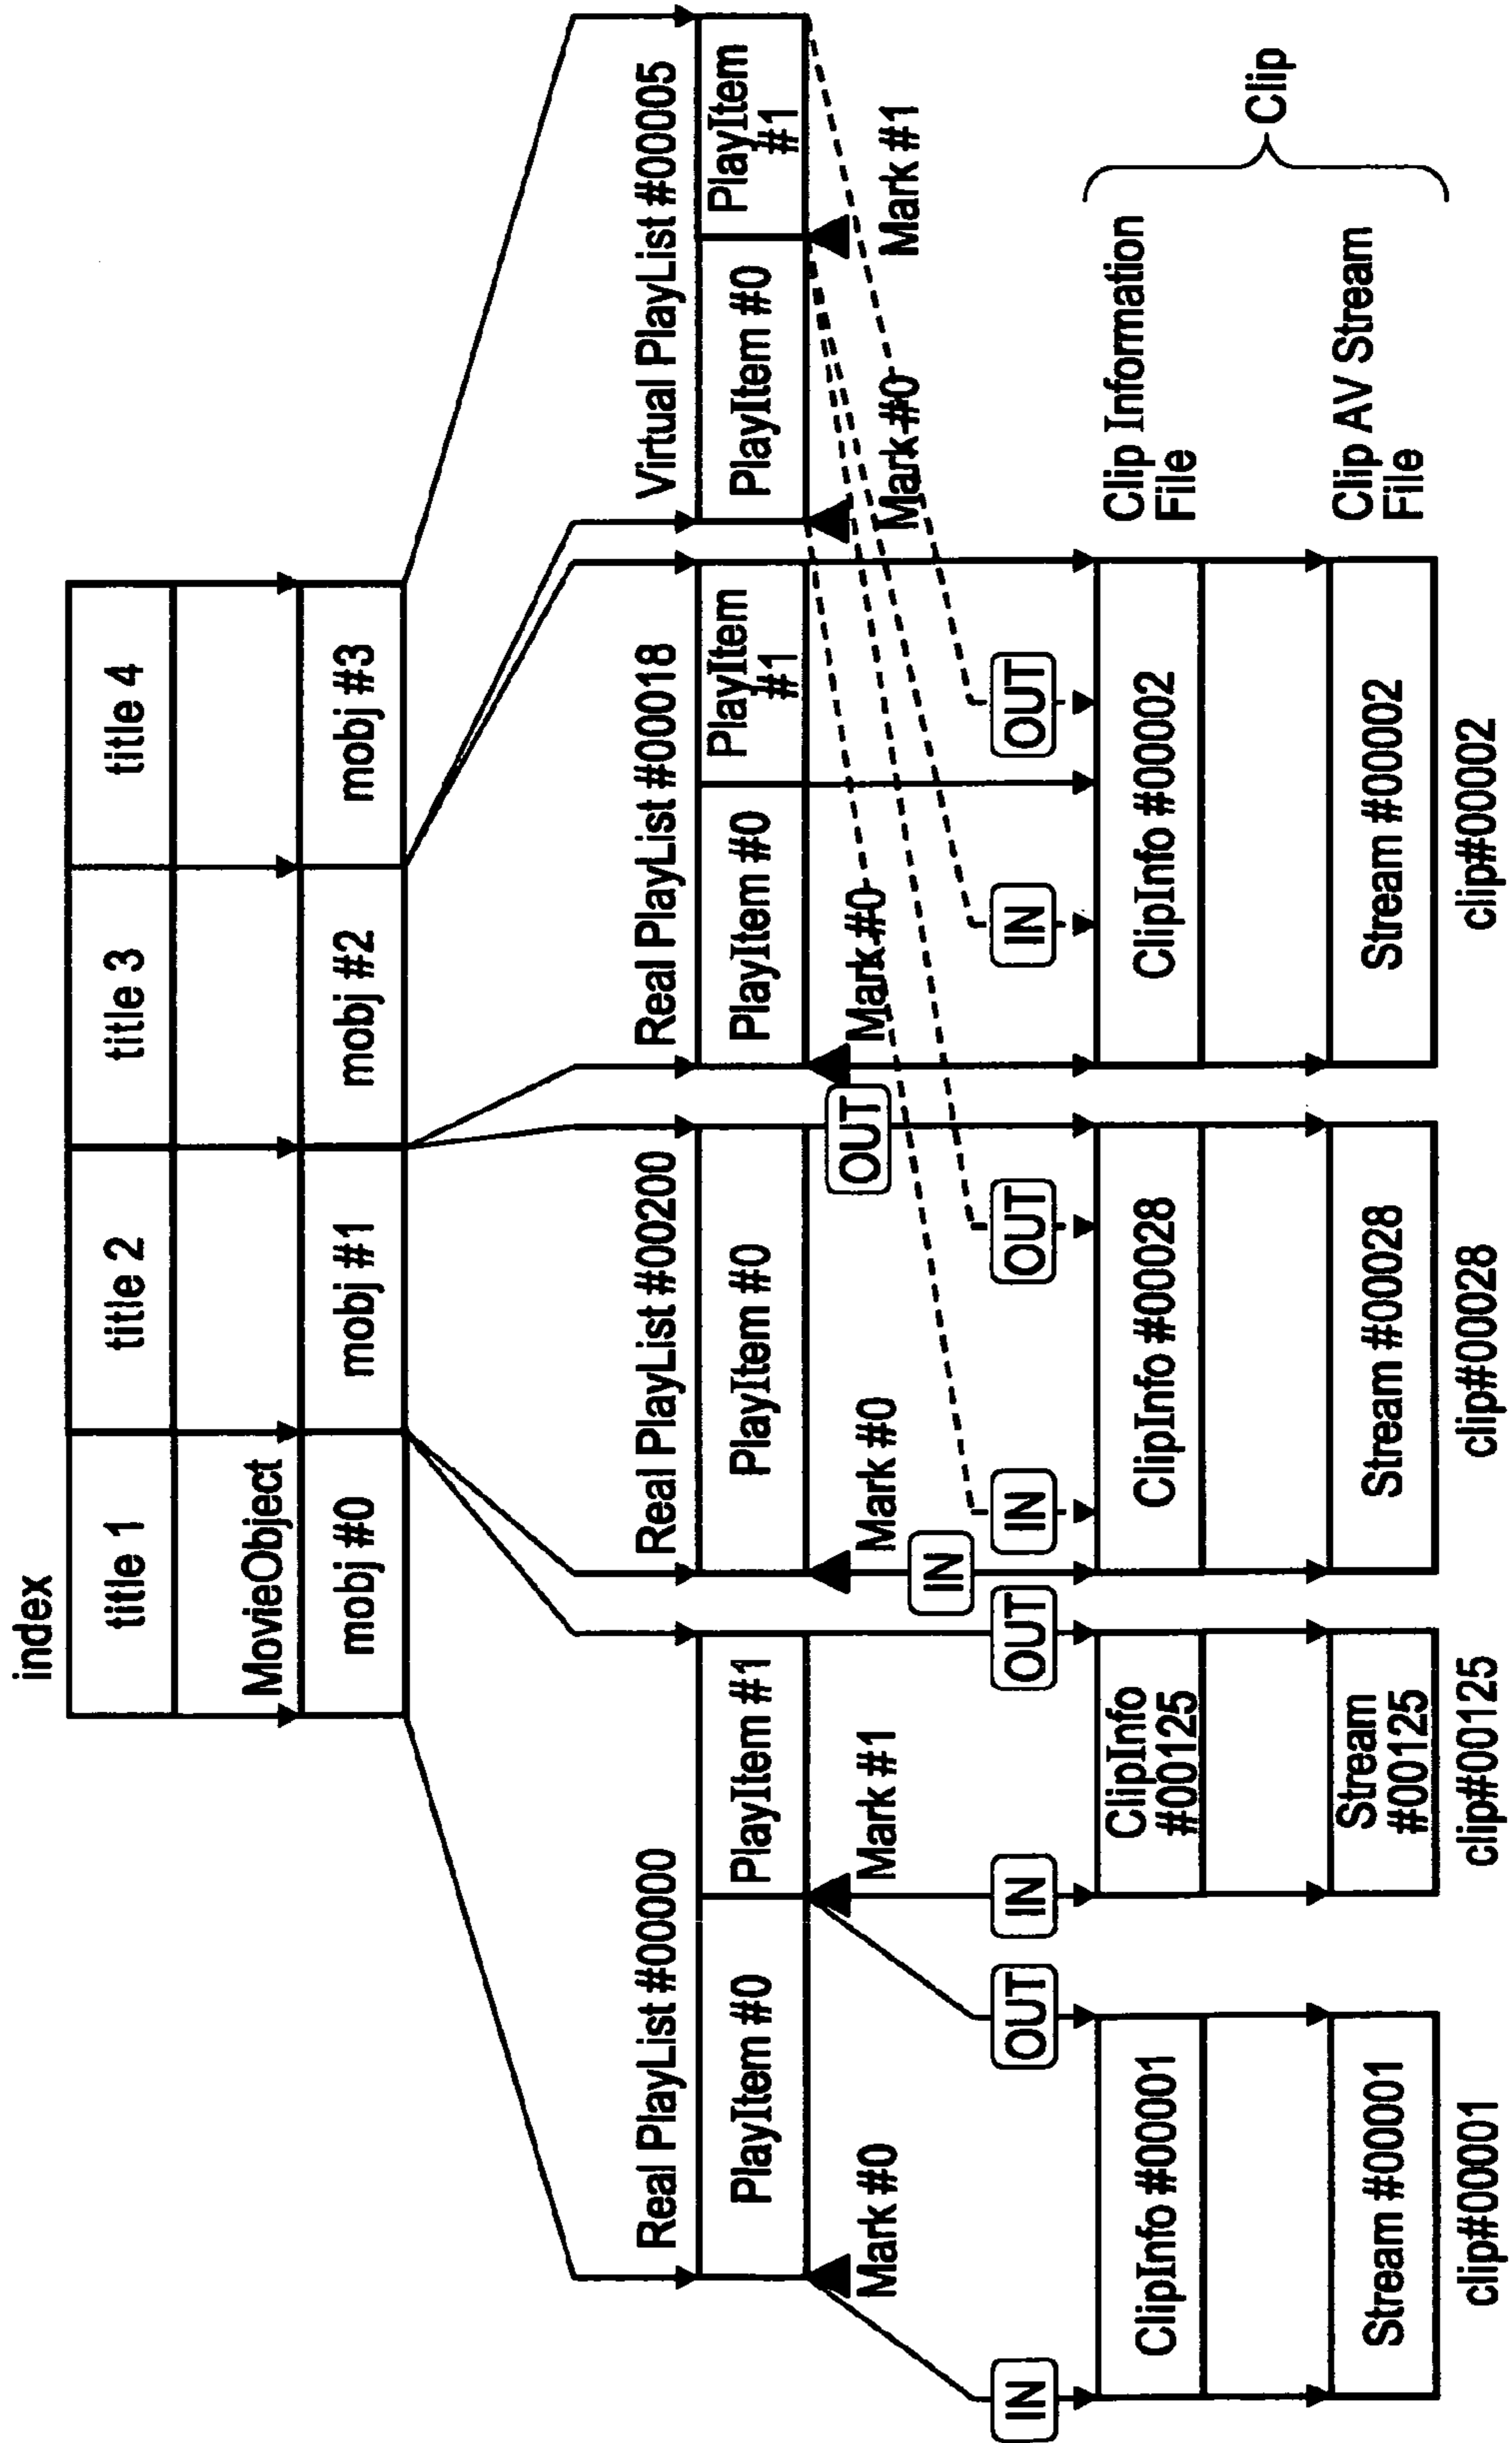 index
title 1
title 2
title 3
title 4
MovieObject
mobj #0
mobj #1
mobj #2
mobj #3
Real PlayList #00000
Real PlayList #00200
Real PlayList #00018
Virtual PlayList #00005
PlayItem #0
PlayItem #1
PlayItem #0
PlayItem #0
PlayItem
#1
PlayItem #0
PlayItem
#1
Mark #0
Mark #1
Mark #0
OUT
Mark #0
Mark #0
Mark #1
IN
IN
OUT
IN
OUT
IN
OUT
IN
OUT
ClipInfo #00001
ClipInfo
#00125
ClipInfo #00028
ClipInfo #00002
Clip Information
File
Clip
Stream #00001
Stream
#00125
Stream #00028
Stream #00002
Clip AV Stream
File
clip#00001
clip#00125
clip#00028
clip#00002